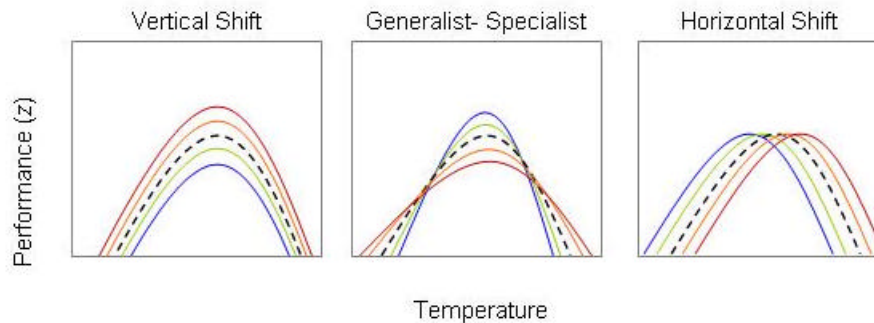 Vertical Shift
Generalist- Specialist
Horizontal Shift
Performance (z)
Temperature